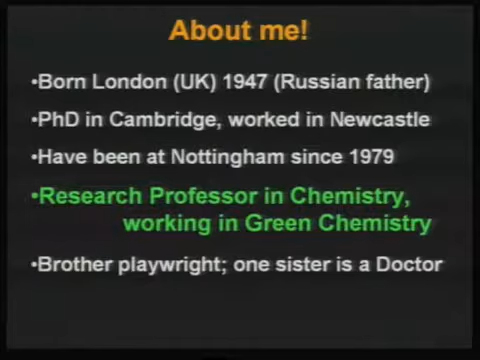 About me!
•Born London (UK) 1947 (Russian father)
•PhD in Cambridge, worked in Newcastle
•Have been at Nottingham since 1979
•Research Professor in Chemistry,
working in Green Chemistry
•Brother playwright; one sister is a Doctor